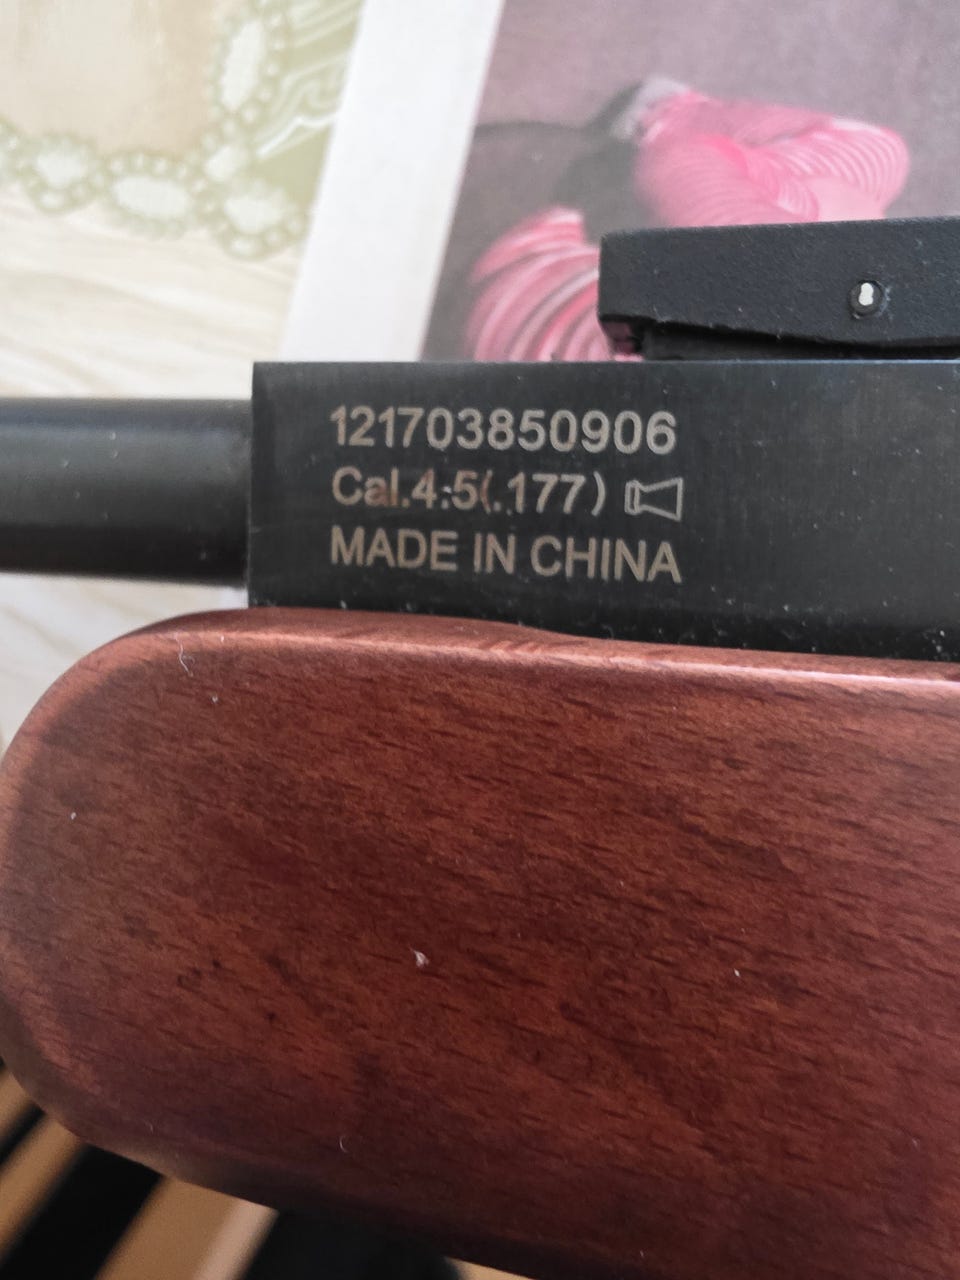 121703850906
Cal.4.5(.177)
MADE IN CHINA